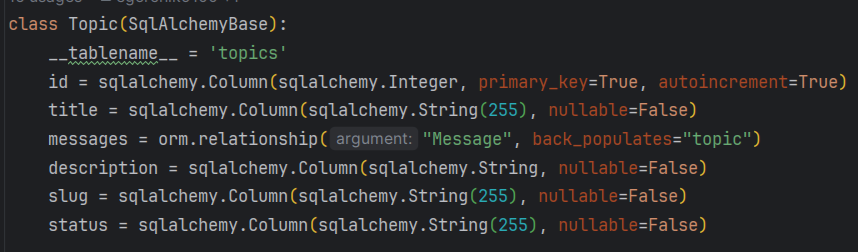 class Topic(SqlAlchemyBase):
__tablename__ = 'topics'
id = sqlalchemy.Column(sqlalchemy.Integer, primary_key=True, autoincrement=True)
title = sqlalchemy.Column(sqlalchemy.String(255), nullable=False)
messages = orm.relationship( argument: "Message", back_populates="topic")
description = sqlalchemy.Column(sqlalchemy.String, nullable=False)
slug = sqlalchemy.Column(sqlalchemy.String(255), nullable=False)
status = sqlalchemy.Column(sqlalchemy.String(255), nullable=False)